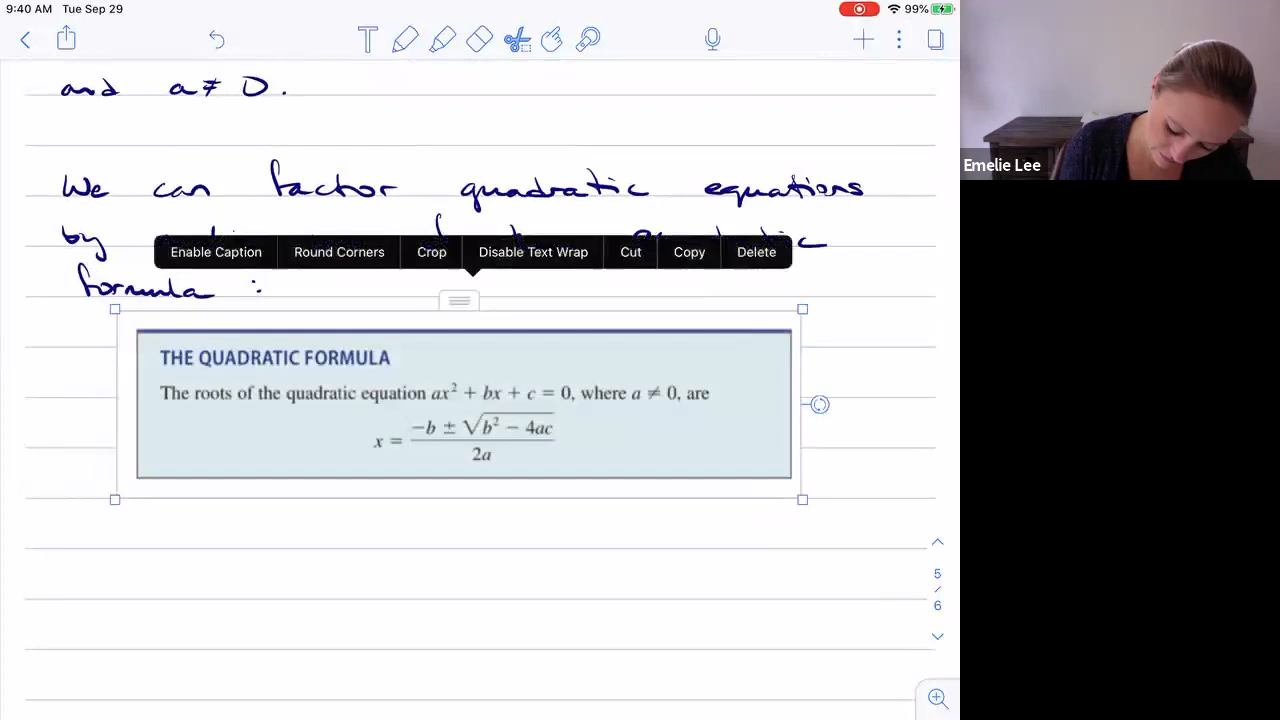 9:40 AM Tue Sep 29
99%
and a ≠ 0.
We can factor quadratic equations
by
Enable Caption Round Corners Crop Disable Text Wrap Cut Copy Delete
formula :
THE QUADRATIC FORMULA
The roots of the quadratic equation ax² + bx + c = 0, where a ≠ 0, are
x = (-b ± √(b² − 4ac)) / 2a
Emelie Lee
5
/
6